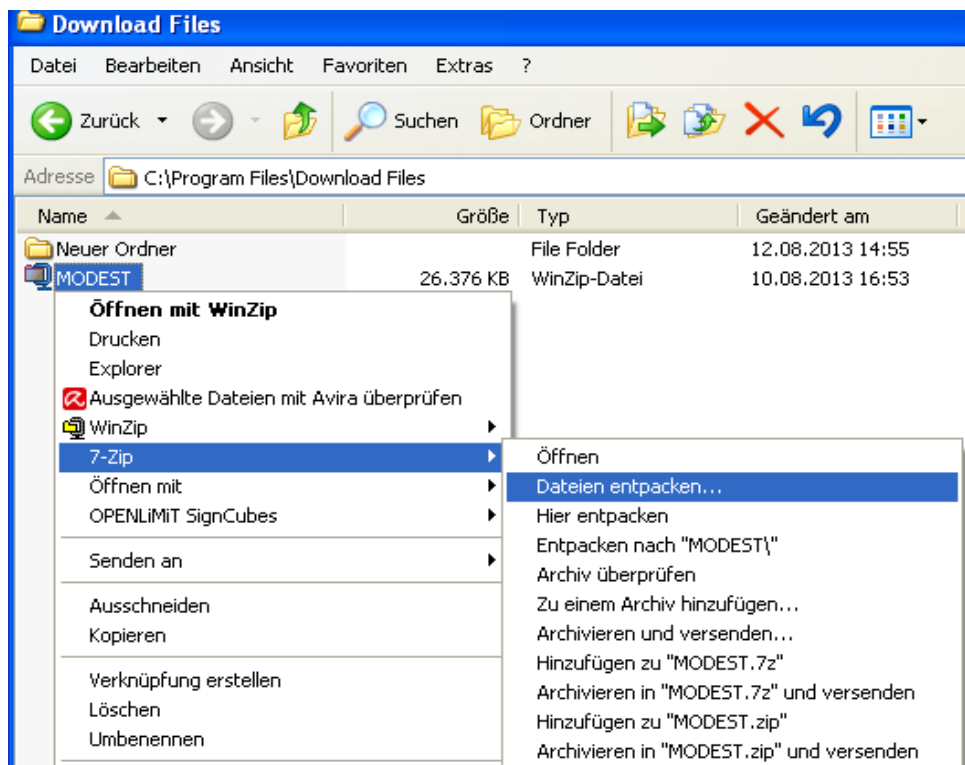 Download Files
Datei Bearbeiten Ansicht Favoriten Extras ?
Zurück Suchen Ordner
Adresse C:\Program Files\Download Files
Name Größe Typ Geändert am
Neuer Ordner File Folder 12.08.2013 14:55
MODEST 26.376 KB WinZip-Datei 10.08.2013 16:53
Öffnen mit WinZip
Drucken
Explorer
Ausgewählte Dateien mit Avira überprüfen
WinZip
7-Zip
Öffnen mit
OPENLiMiT SignCubes
Senden an
Ausschneiden
Kopieren
Verknüpfung erstellen
Löschen
Umbenennen
Öffnen
Dateien entpacken...
Hier entpacken
Entpacken nach "MODEST\"
Archiv überprüfen
Zu einem Archiv hinzufügen...
Archivieren und versenden...
Hinzufügen zu "MODEST.7z"
Archivieren in "MODEST.7z" und versenden
Hinzufügen zu "MODEST.zip"
Archivieren in "MODEST.zip" und versenden